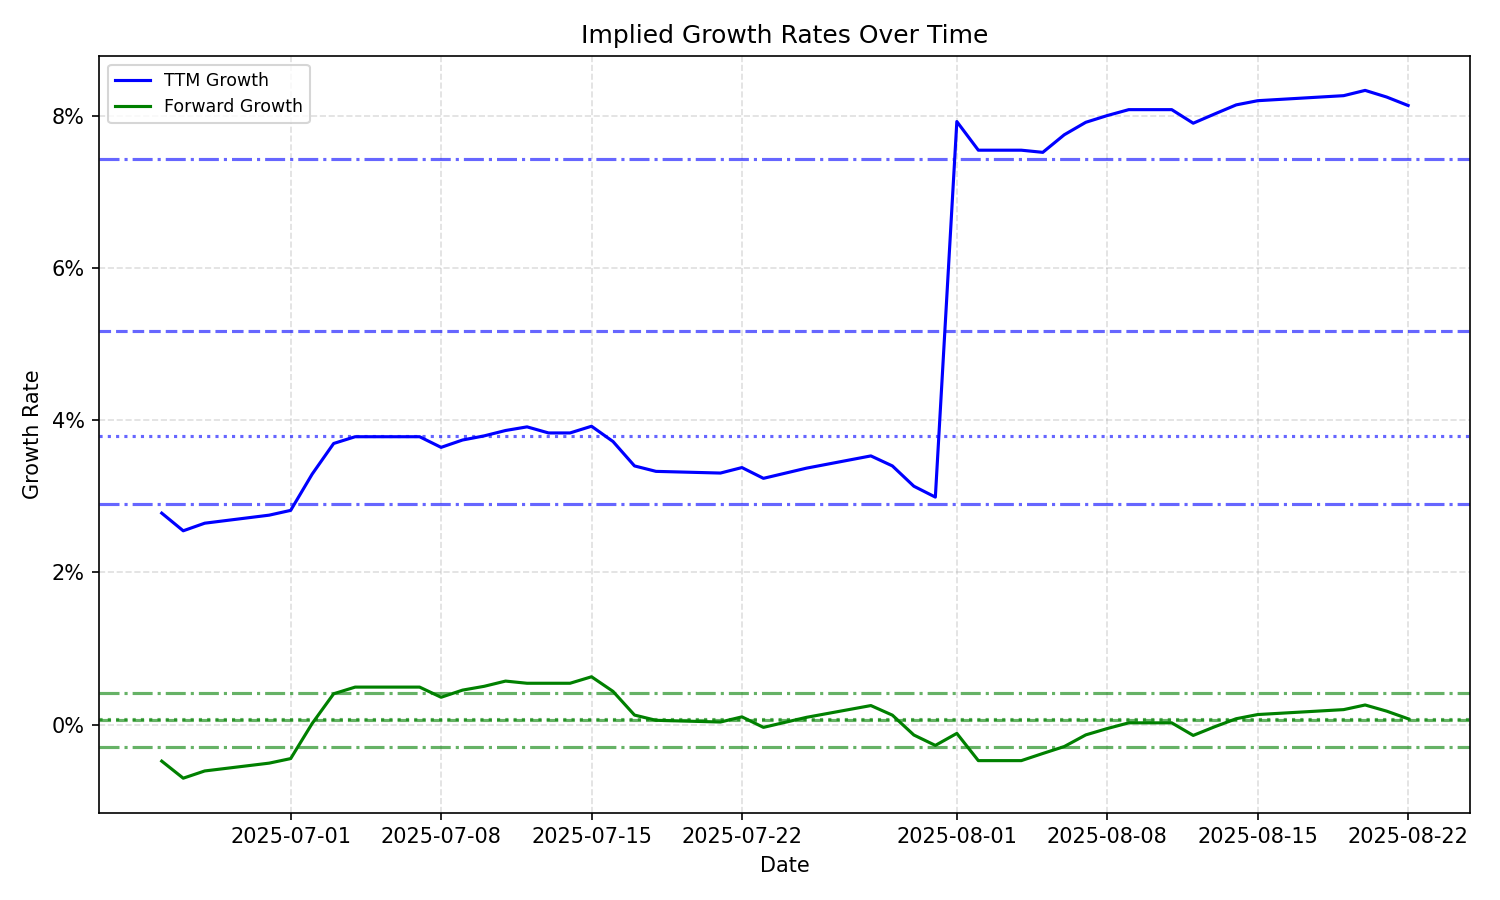 Implied Growth Rates Over Time
TTM Growth
Forward Growth
Growth Rate
8%
6%
4%
2%
0%
2025-07-01 2025-07-08 2025-07-15 2025-07-22 2025-08-01 2025-08-08 2025-08-15 2025-08-22
Date